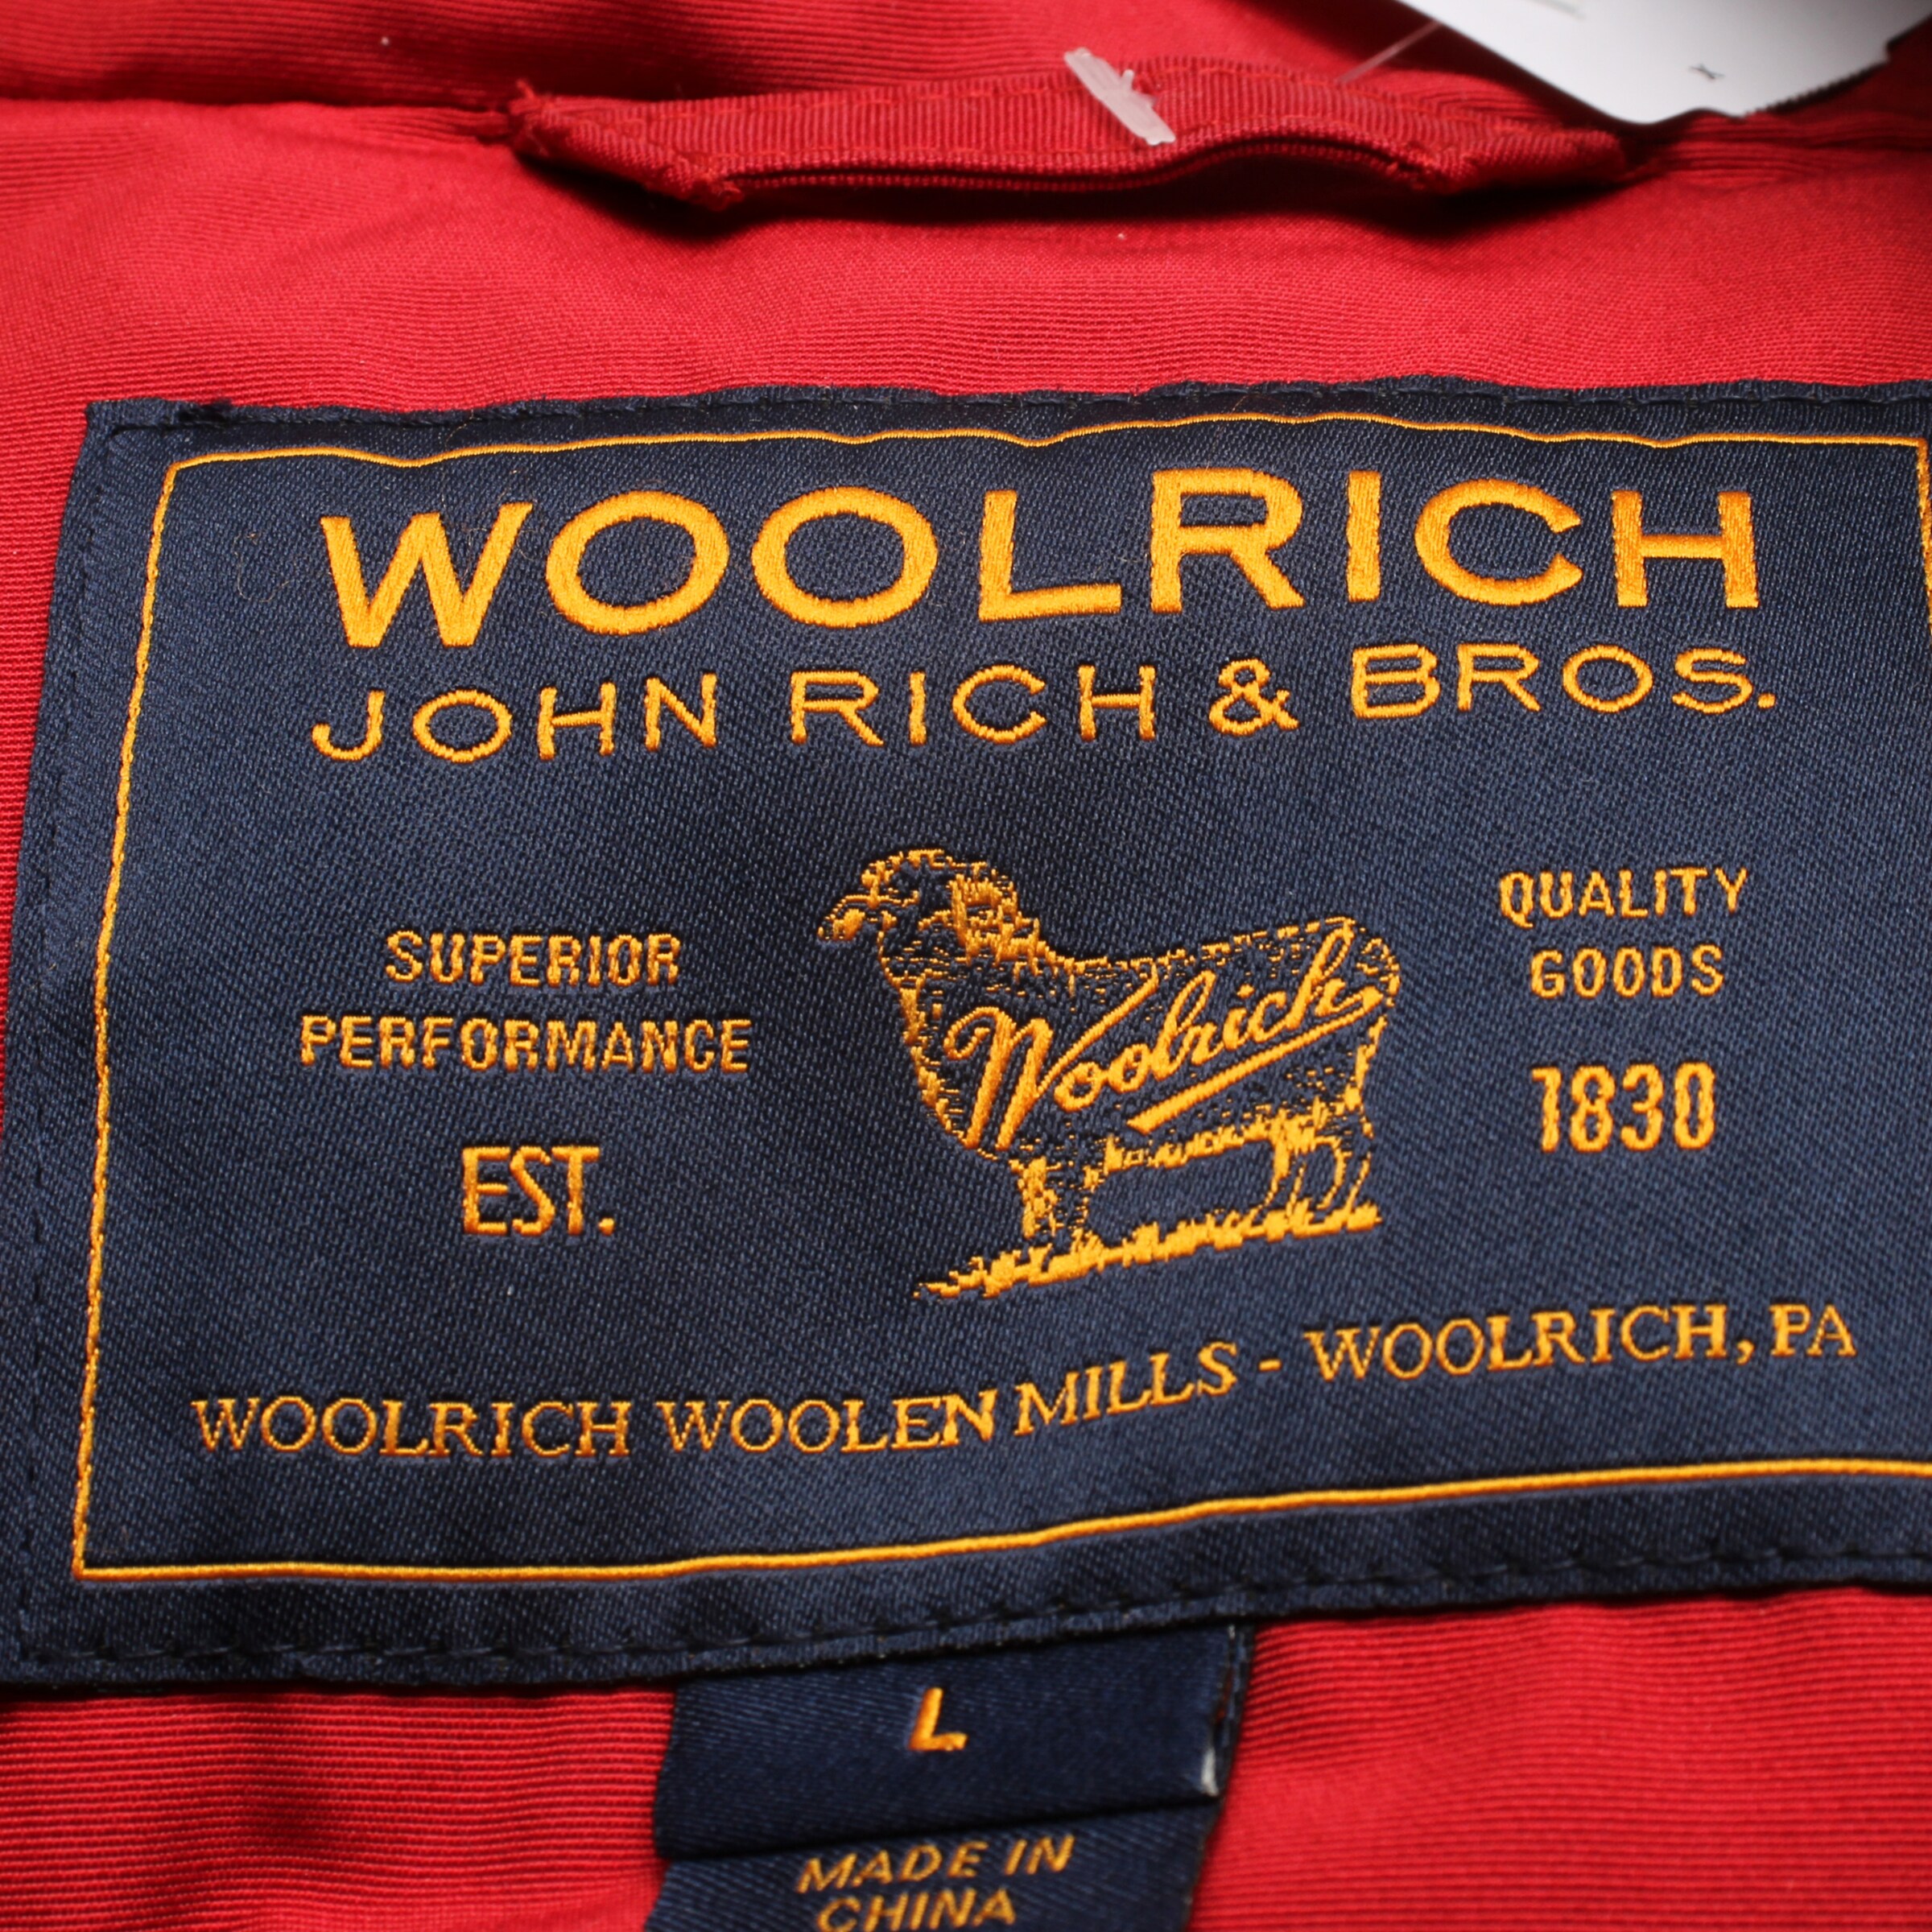 WOOLRICH
JOHN RICH & BROS.
SUPERIOR
PERFORMANCE
EST.
Woolrich
QUALITY
GOODS
1830
WOOLRICH WOOLEN MILLS - WOOLRICH, PA
L
MADE IN
CHINA